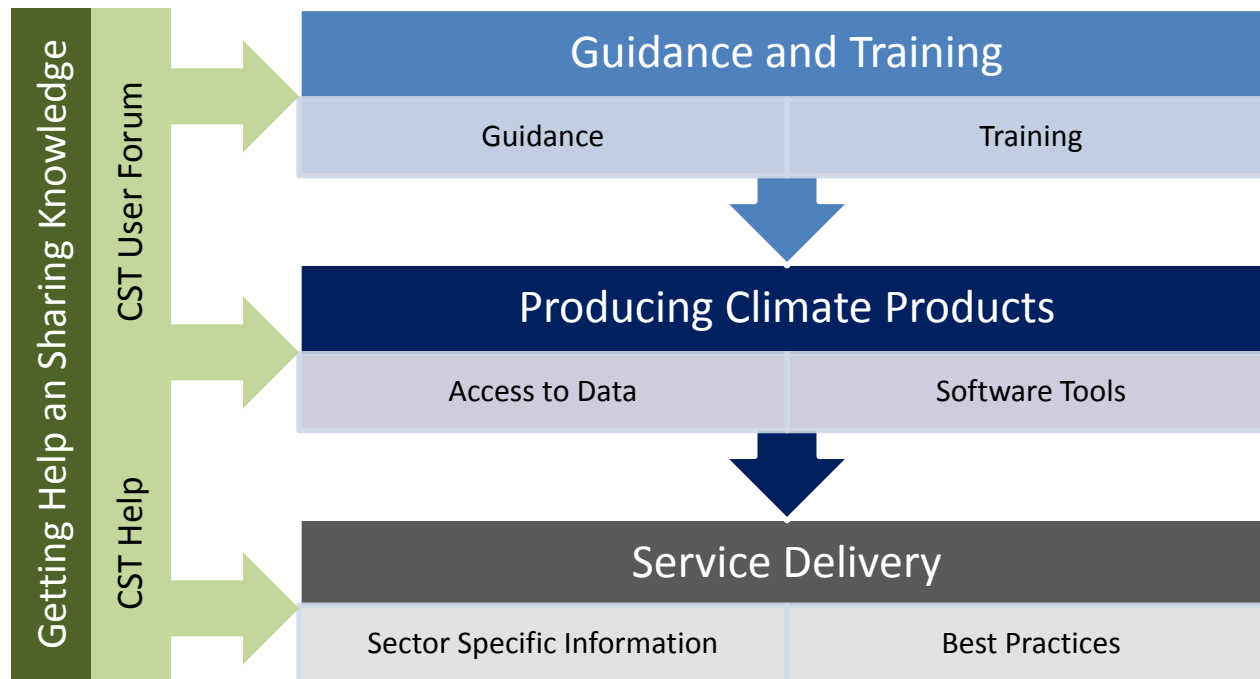 Getting Help an Sharing Knowledge
CST User Forum
CST Help
Guidance and Training
Guidance
Training
Producing Climate Products
Access to Data
Software Tools
Service Delivery
Sector Specific Information
Best Practices